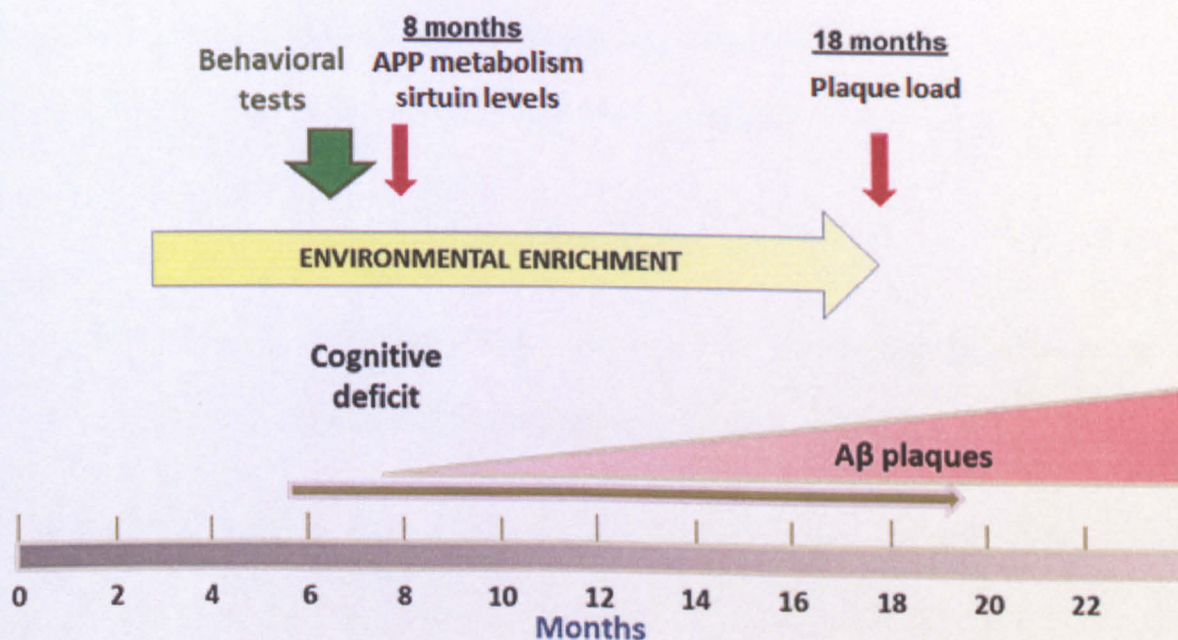 8 months
Behavioral APP metabolism
tests sirtuin levels
18 months
Plaque load
ENVIRONMENTAL ENRICHMENT
Cognitive
deficit
Aβ plaques
0 2 4 6 8 10 12 14 16 18 20 22
Months